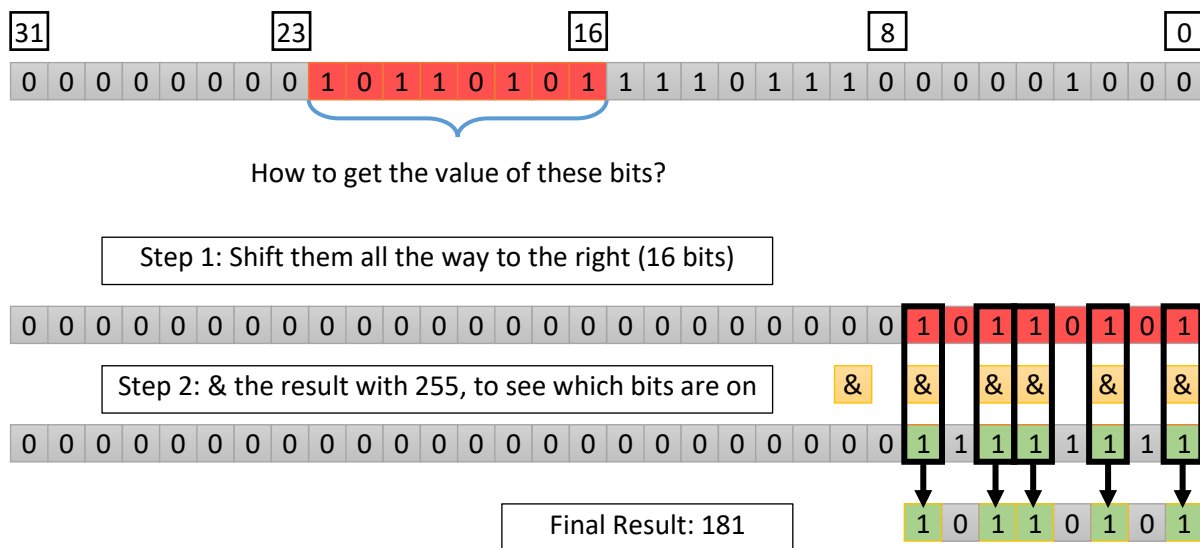 31 23 16 8 0
0 0 0 0 0 0 0 0 1 0 1 1 0 1 0 1 1 1 1 0 1 1 1 0 0 0 0 0 1 0 0 0
How to get the value of these bits?
Step 1: Shift them all the way to the right (16 bits)
0 0 0 0 0 0 0 0 0 0 0 0 0 0 0 0 0 0 0 0 0 0 0 0 1 0 1 1 0 1 0 1
Step 2: & the result with 255, to see which bits are on & & & & & &
0 0 0 0 0 0 0 0 0 0 0 0 0 0 0 0 0 0 0 0 0 0 0 0 1 1 1 1 1 1 1 1
Final Result: 181 1 0 1 1 0 1 0 1